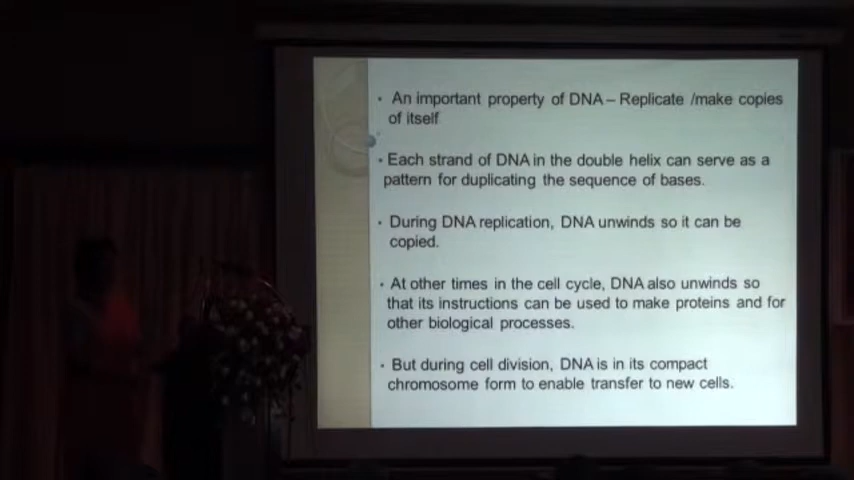 • An important property of DNA – Replicate /make copies
of itself
• Each strand of DNA in the double helix can serve as a
pattern for duplicating the sequence of bases.
• During DNA replication, DNA unwinds so it can be
copied.
• At other times in the cell cycle, DNA also unwinds so
that its instructions can be used to make proteins and for
other biological processes.
• But during cell division, DNA is in its compact
chromosome form to enable transfer to new cells.